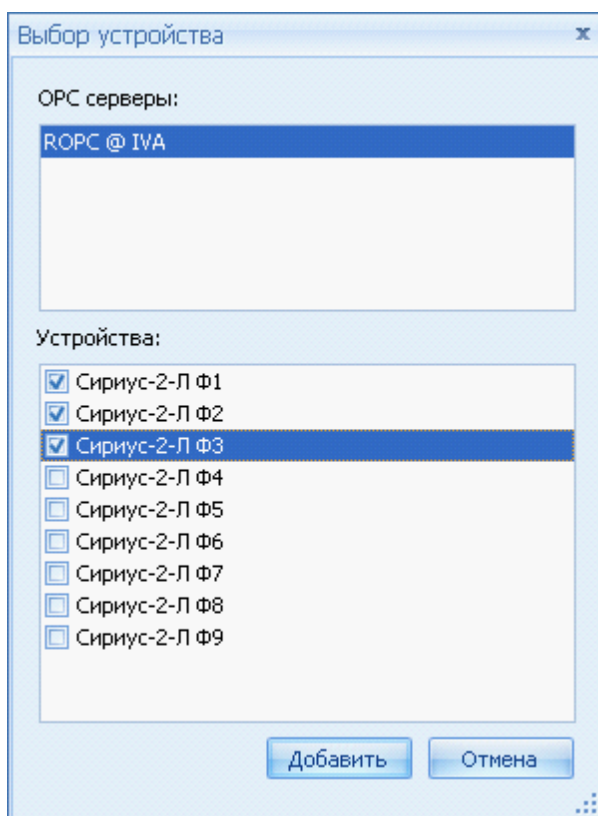 Выбор устройства
OPC серверы:
ROPC @ IVA
Устройства:
Сириус-2-Л Ф1
Сириус-2-Л Ф2
Сириус-2-Л Ф3
Сириус-2-Л Ф4
Сириус-2-Л Ф5
Сириус-2-Л Ф6
Сириус-2-Л Ф7
Сириус-2-Л Ф8
Сириус-2-Л Ф9
Добавить Отмена